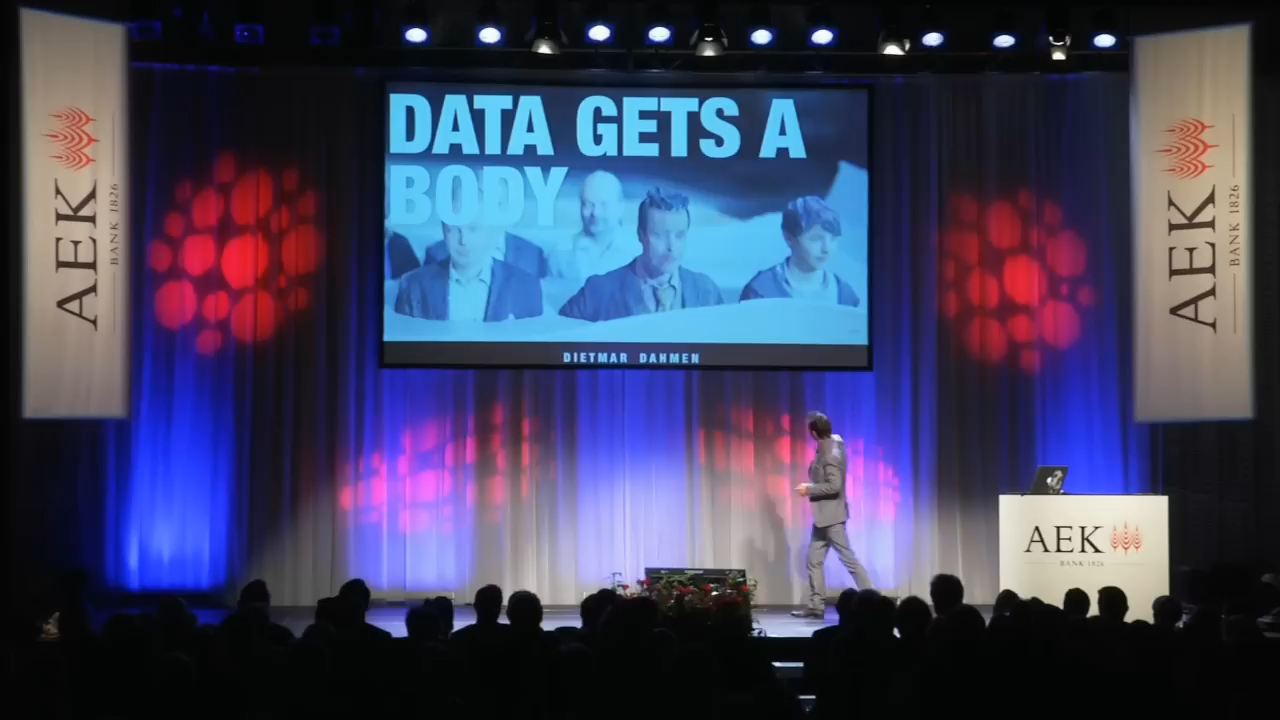 DATA GETS A
BODY
DIETMAR DAHMEN
AEK
BANK 1826
AEK
BANK 1826
AEK
BANK 1826